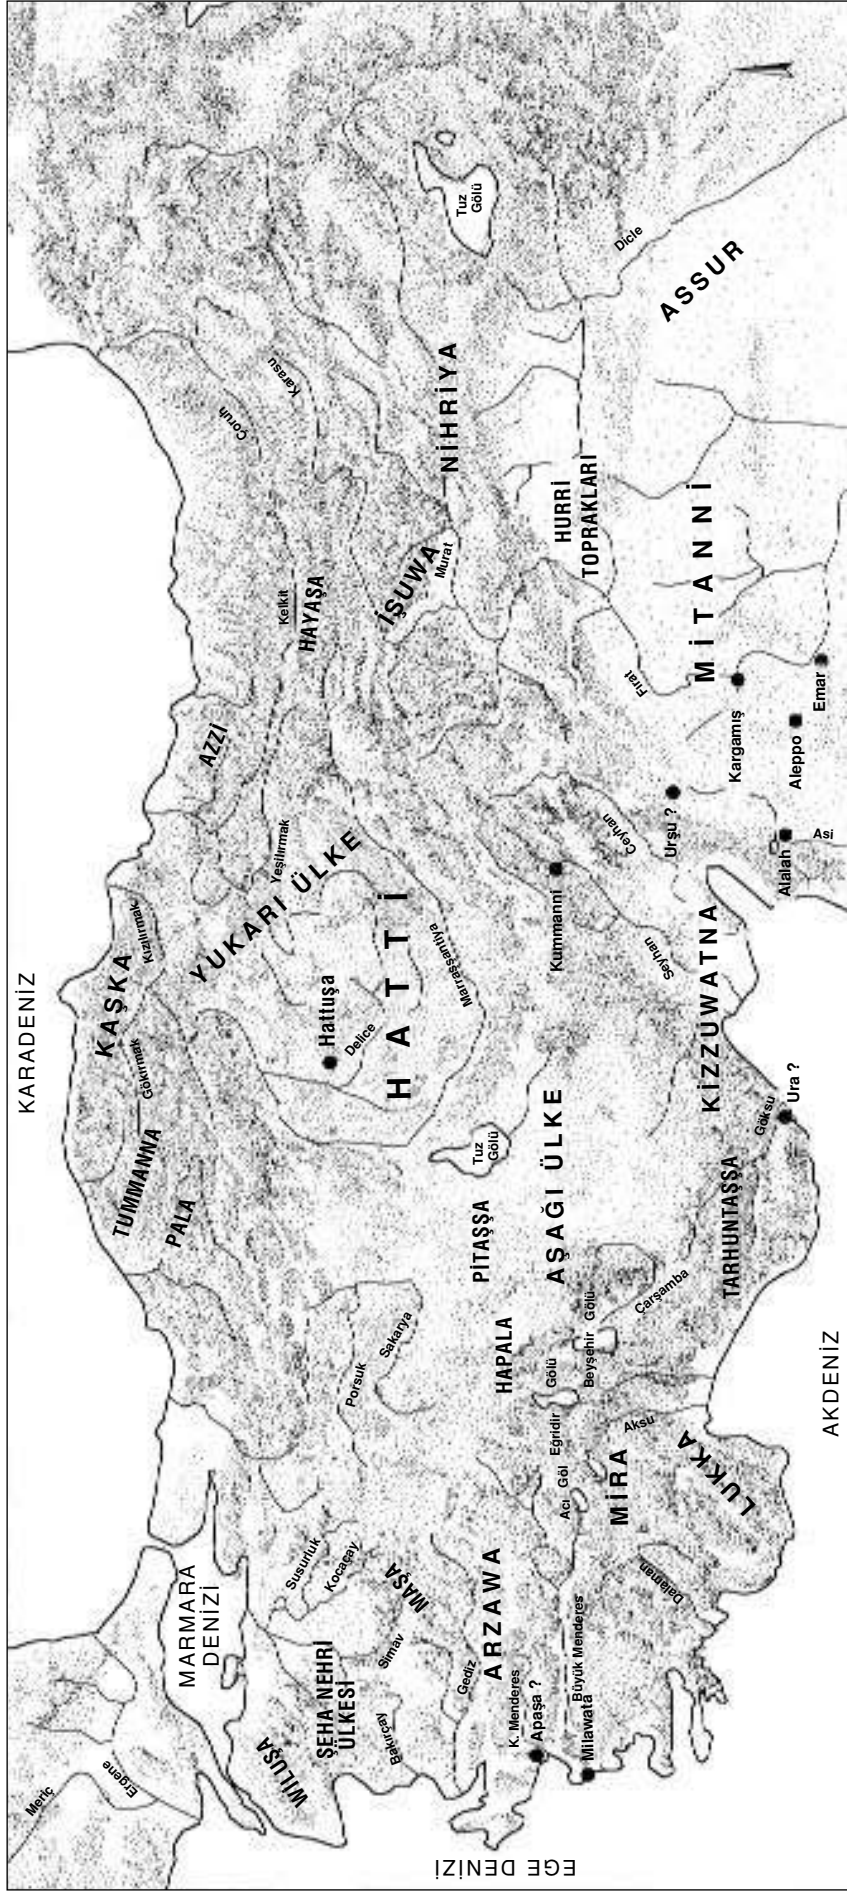 KARADENİZ
MARMARA
DENİZİ
EGE DENİZİ
AKDENİZ
Meriç
Ergene
WİLUŞA
ŞEHA NEHRİ
ÜLKESİ
Susurluk
Kocaçay
Simav
Bakırçay
MAŞA
Gediz
ARZAWA
K. Menderes
Apaşa ?
Büyük Menderes
Milawata
Dalaman
Acı Göl
MİRA
LUKKA
Aksu
Eğridir
Gölü
HAPALA
Beyşehir
Gölü
Çarşamba
Porsuk
Sakarya
PİTAŞŞA
Tuz
Gölü
AŞAĞI ÜLKE
TARHUNTAŞŞA
Göksu
Ura ?
PALA
TUMMANNA
Gökırmak
KAŞKA
Kızılırmak
YUKARI ÜLKE
Yeşilırmak
Hattuşa
Delice
HATTİ
Marraşşantiya
KİZZUWATNA
Seyhan
Kummanni
Ceyhan
Urşu ?
Alalah
Asi
Aleppo
Kargamış
Emar
Fırat
MİTANNİ
HURRİ
TOPRAKLARI
AZZİ
HAYAŞA
Kelkit
İŞUWA
Murat
NİHRİYA
Karasu
Çoruh
Tuz
Gölü
Dicle
ASSUR